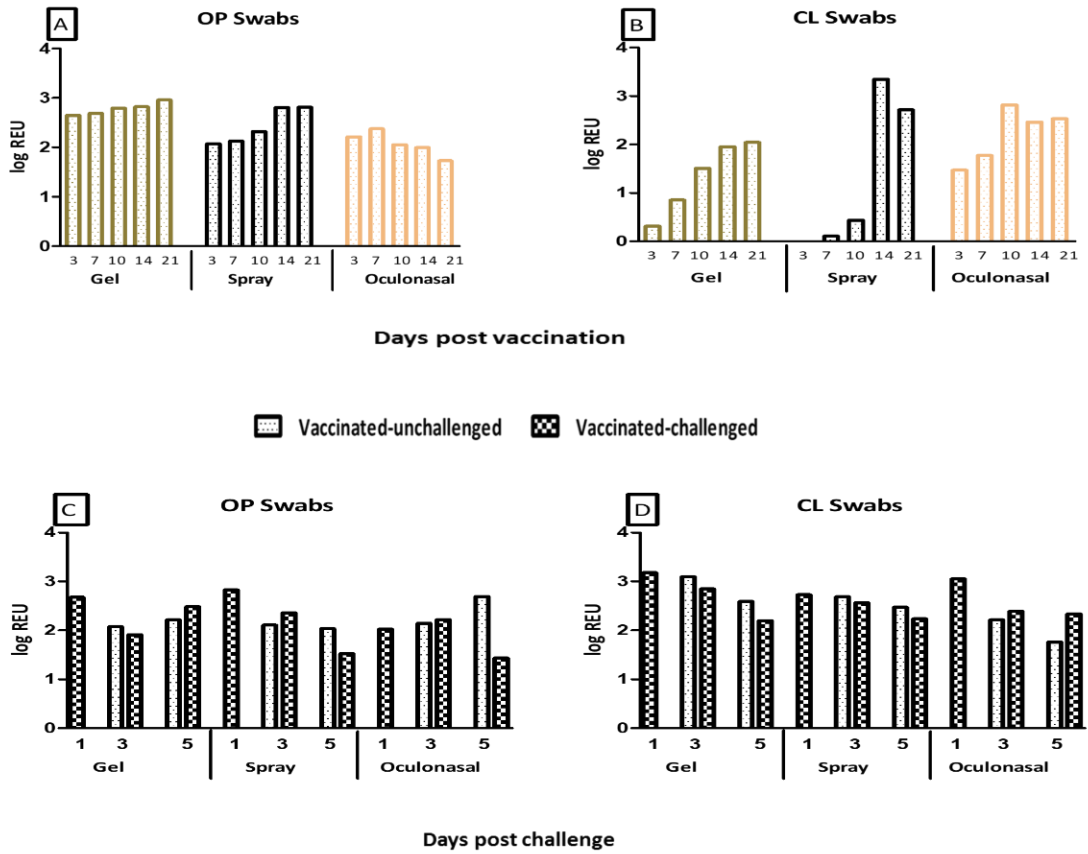 A
OP Swabs
log REU
4
3
2
1
0
3 7 10 14 21 3 7 10 14 21 3 7 10 14 21
Gel Spray Oculonasal
B
CL Swabs
log REU
4
3
2
1
0
3 7 10 14 21 3 7 10 14 21 3 7 10 14 21
Gel Spray Oculonasal
Days post vaccination
Vaccinated-unchallenged Vaccinated-challenged
C
OP Swabs
log REU
4
3
2
1
0
1 3 5 1 3 5 1 3 5
Gel Spray Oculonasal
D
CL Swabs
log REU
4
3
2
1
0
1 3 5 1 3 5 1 3 5
Gel Spray Oculonasal
Days post challenge